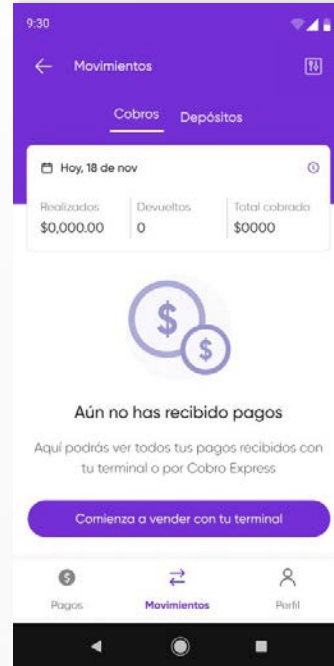 9:30
Movimientos
Cobros Depósitos
Hoy, 18 de nov
Realizados Devueltos Total cobrado
$0,000.00 0 $0000
$
$
Aún no has recibido pagos
Aquí podrás ver todos tus pagos recibidos con
tu terminal o por Cobro Express
Comienza a vender con tu terminal
$
Pagos Movimientos Perfil